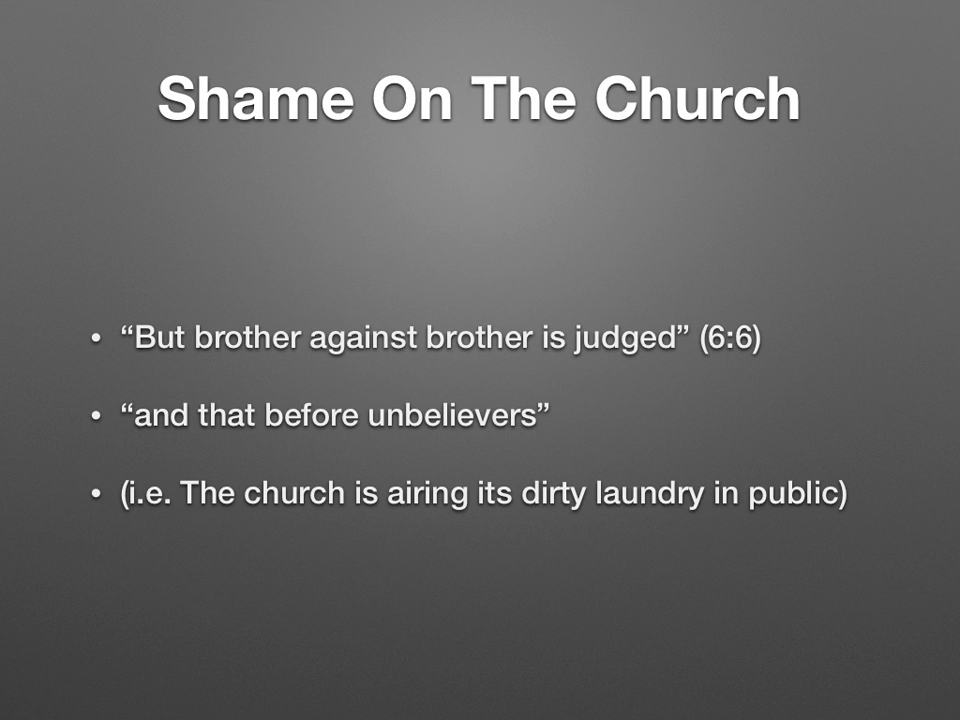 Shame On The Church
• “But brother against brother is judged” (6:6)
• “and that before unbelievers”
• (i.e. The church is airing its dirty laundry in public)